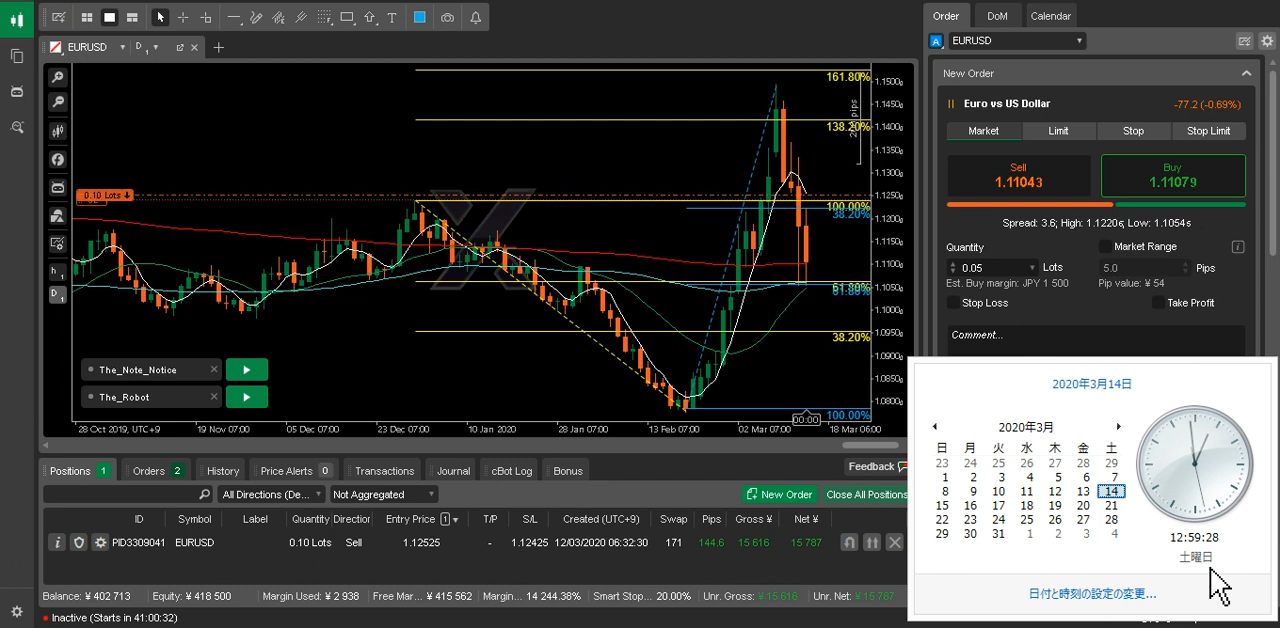 Order
DoM
Calendar
EURUSD
D 1
A EURUSD
New Order
Euro vs US Dollar
-77.2 (-0.69%)
Market
Limit
Stop
Stop Limit
Sell
1.11043
Buy
1.11079
Spread: 3.6; High: 1.1220s; Low: 1.1054s
Quantity
Market Range
0.05
Lots
5.0
Pips
Est. Buy margin: JPY 1 500
Pip value: ¥ 54
Stop Loss
Take Profit
Comment...
0.10 Lots
161.80%
138.20%
pips
100.00%
38.20%
61.80%
61.80%
38.20%
100.00%
1.1500
1.1450
1.1400
1.1350
1.1300
1.1250
1.1200
1.1150
1.1100
1.1050
1.1000
1.0950
1.0900
1.0850
1.0800
h 1
D 1
The_Note_Notice
The_Robot
00:00
28 Oct 2019, UTC+9
19 Nov 07:00
05 Dec 07:00
23 Dec 07:00
10 Jan 2020
28 Jan 07:00
13 Feb 07:00
02 Mar 07:00
18 Mar 06:00
Positions 1
Orders 2
History
Price Alerts 0
Transactions
Journal
cBot Log
Bonus
Feedback
All Directions (De...
Not Aggregated
New Order
Close All Positions
ID
Symbol
Label
Quantity
Direction
Entry Price 1
T/P
S/L
Created (UTC+9)
Swap
Pips
Gross ¥
Net ¥
PID3309041
EURUSD
0.10 Lots
Sell
1.12525
-
1.12425
12/03/2020 06:32:30
171
144.6
15 616
15 787
Balance: ¥ 402 713
Equity: ¥ 418 500
Margin Used: ¥ 2 938
Free Mar... ¥ 415 562
Margin... 14 244.38%
Smart Stop... 20.00%
Unr. Gross: ¥ 15 616
Unr. Net: ¥ 15 787
Inactive (Starts in 41:00:32)
2020年3月14日
2020年3月
日 月 火 水 木 金 土
23 24 25 26 27 28 29
1 2 3 4 5 6 7
8 9 10 11 12 13 14
15 16 17 18 19 20 21
22 23 24 25 26 27 28
29 30 31 1 2 3 4
12:59:28
土曜日
日付と時刻の設定の変更...